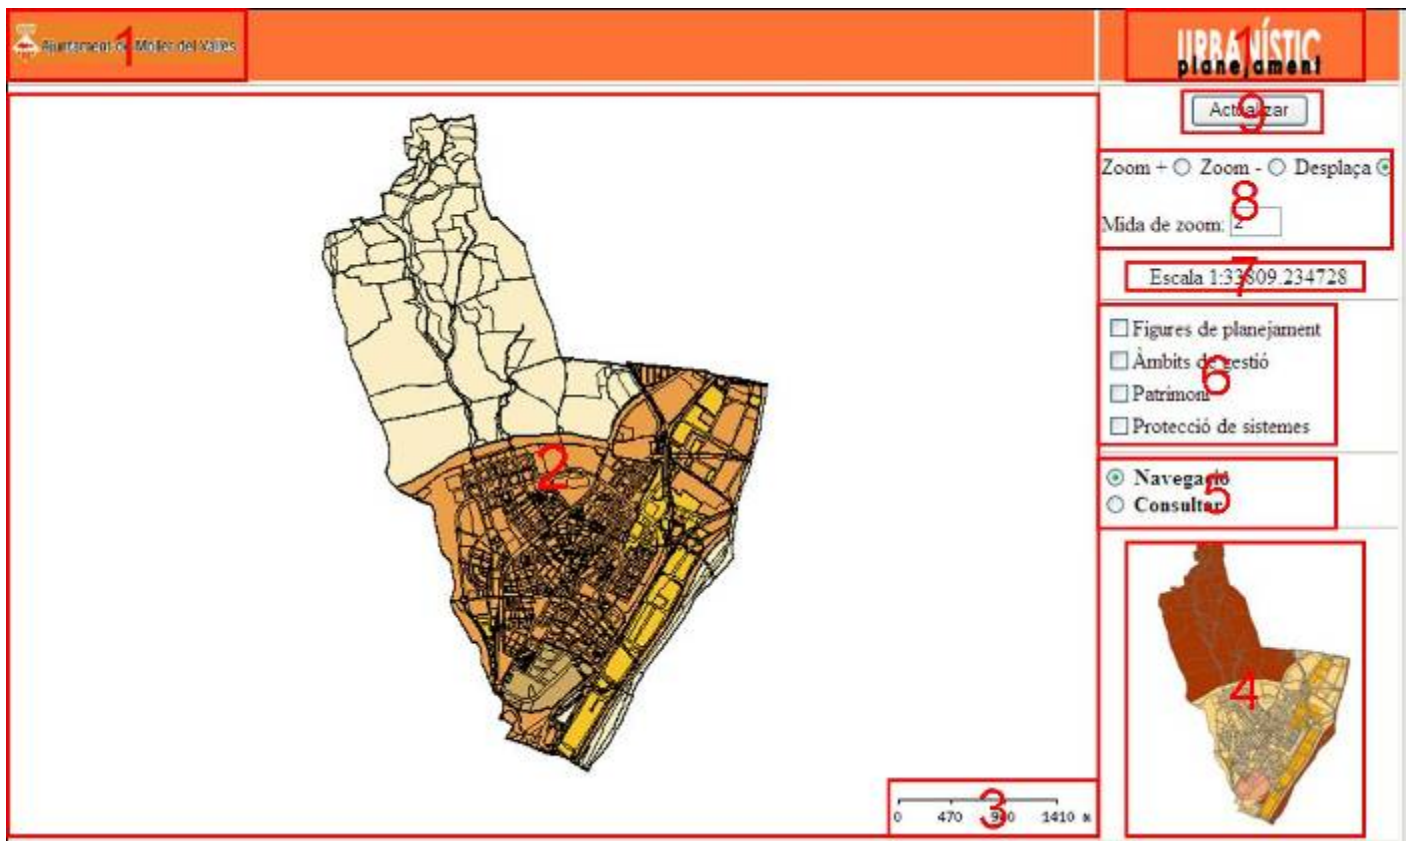 Ajuntament de Mollet del Vallès
1
URBANÍSTIC
planejament
1
Actualizar
9
Zoom + Zoom - Desplaça
8
Mida de zoom: 2
7
Escala 1:33809.234728
Figures de planejament
Àmbits de gestió
6
Patrimoni
Protecció de sistemes
2
Navegació
5
Consultar
4
3
0 470 940 1410 m